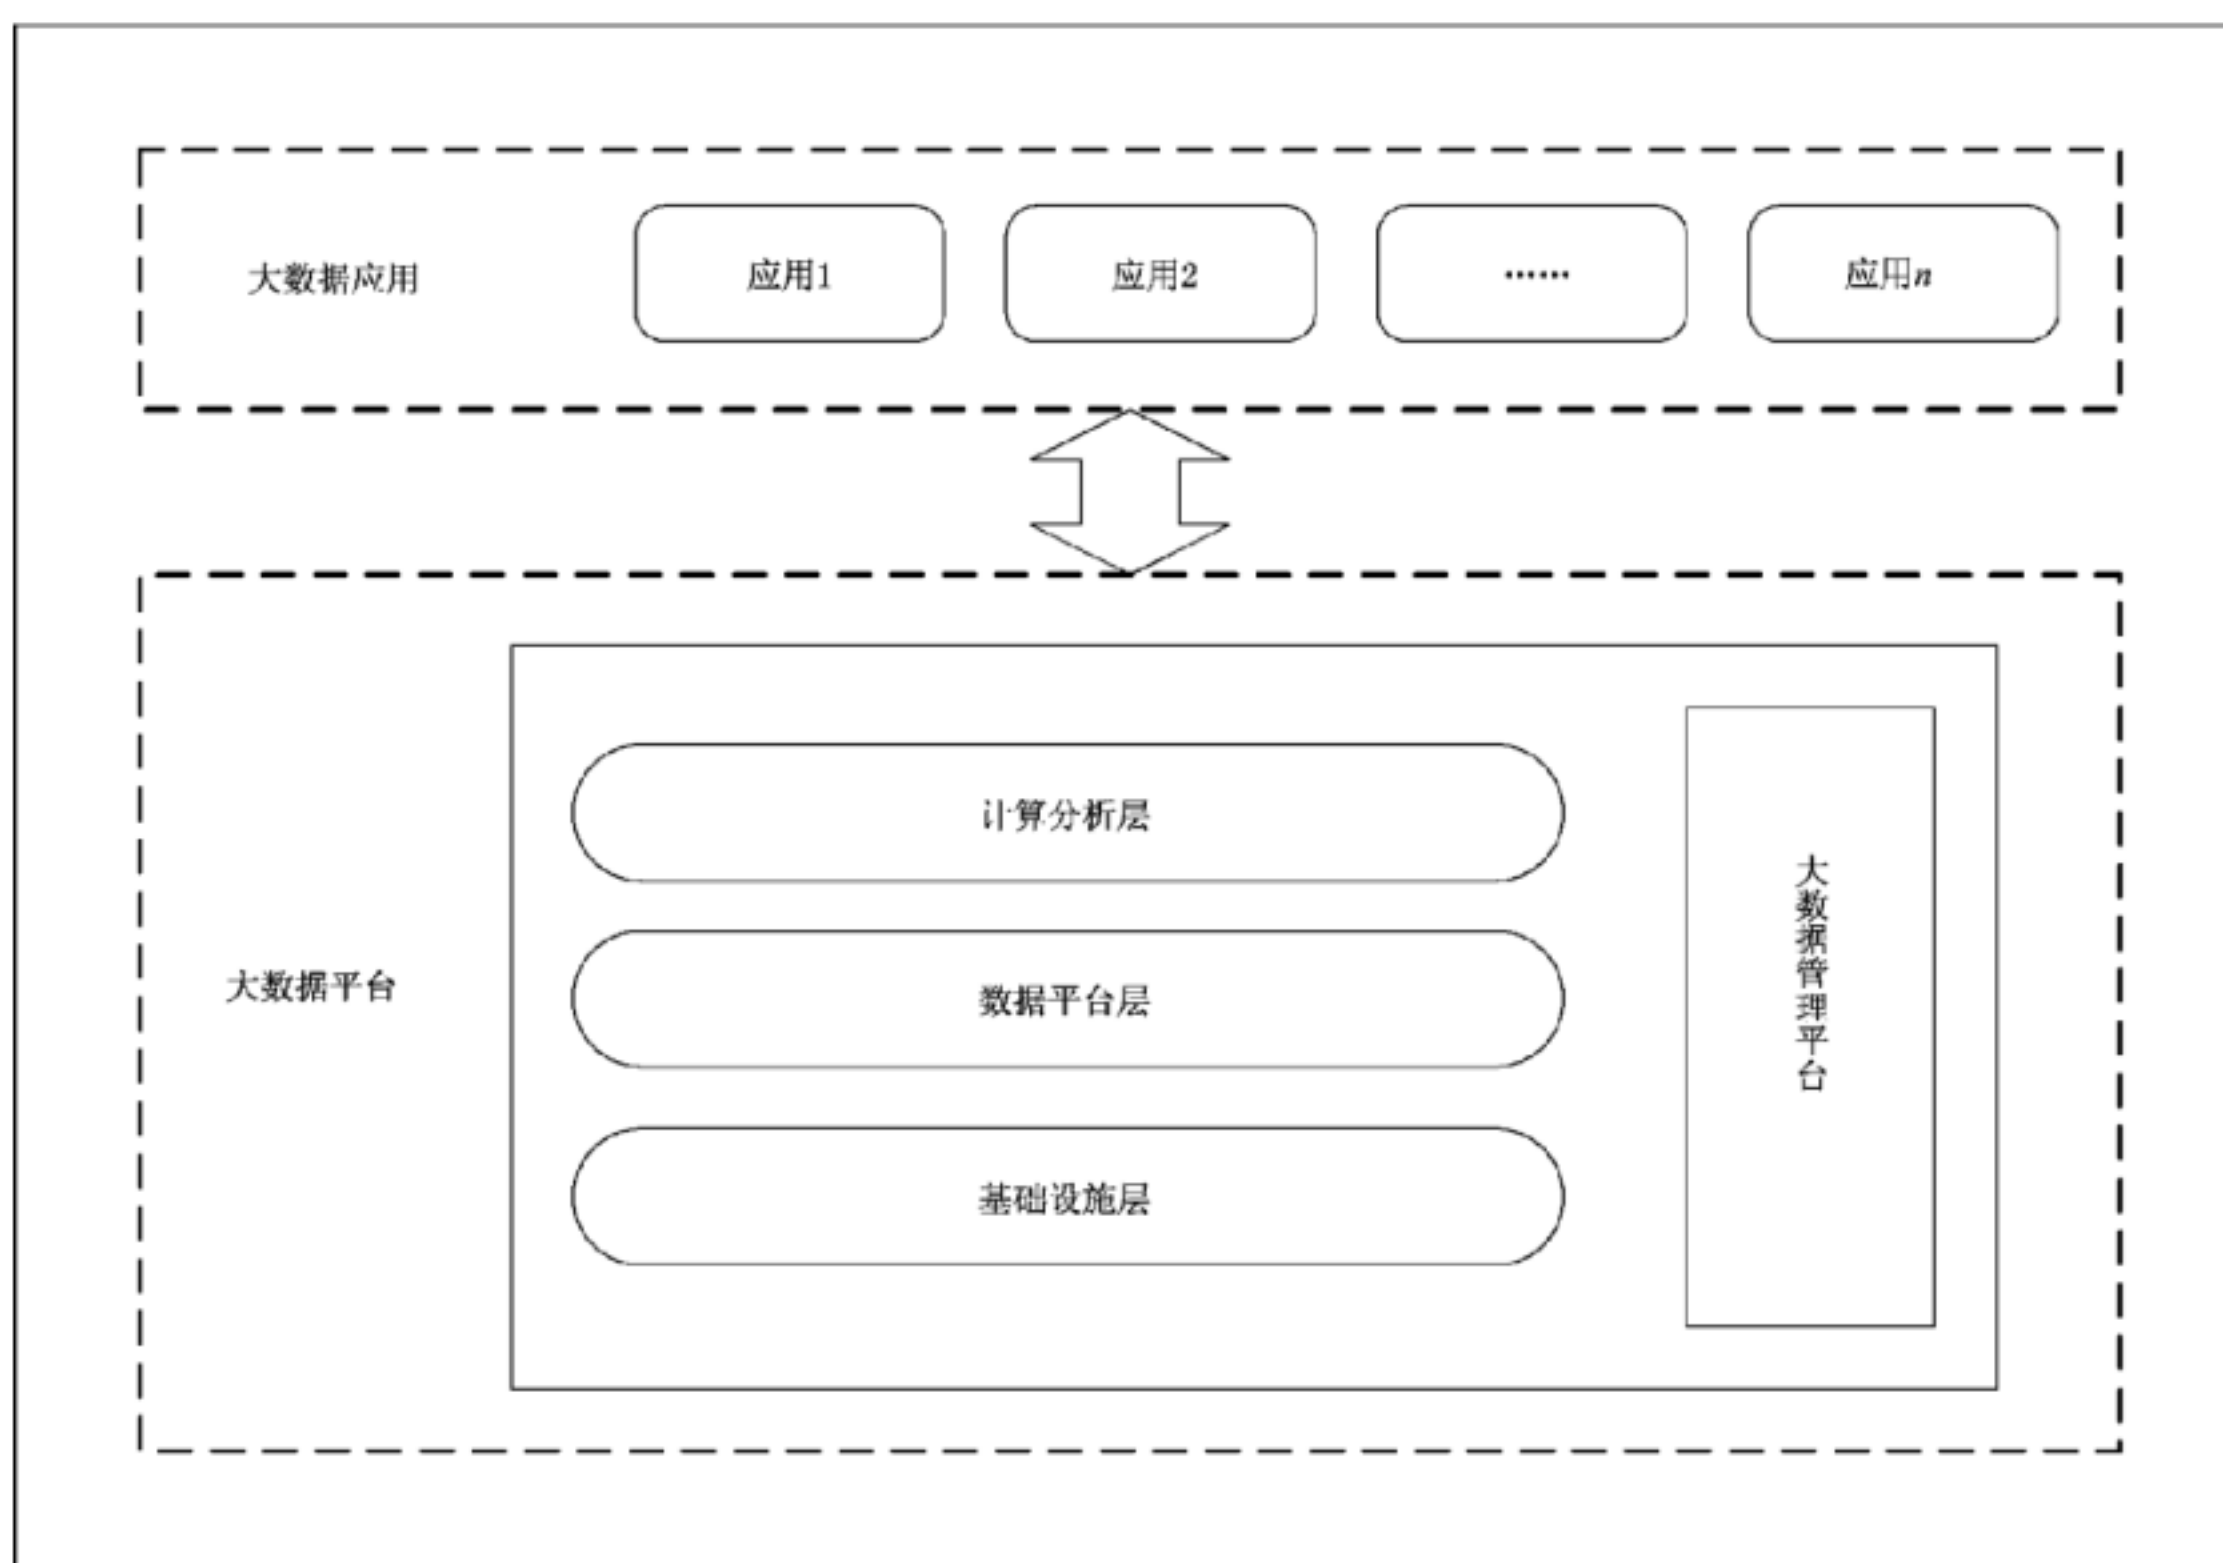 大数据应用
应用1
应用2
······
应用n
大数据平台
计算分析层
数据平台层
基础设施层
大数据管理平台